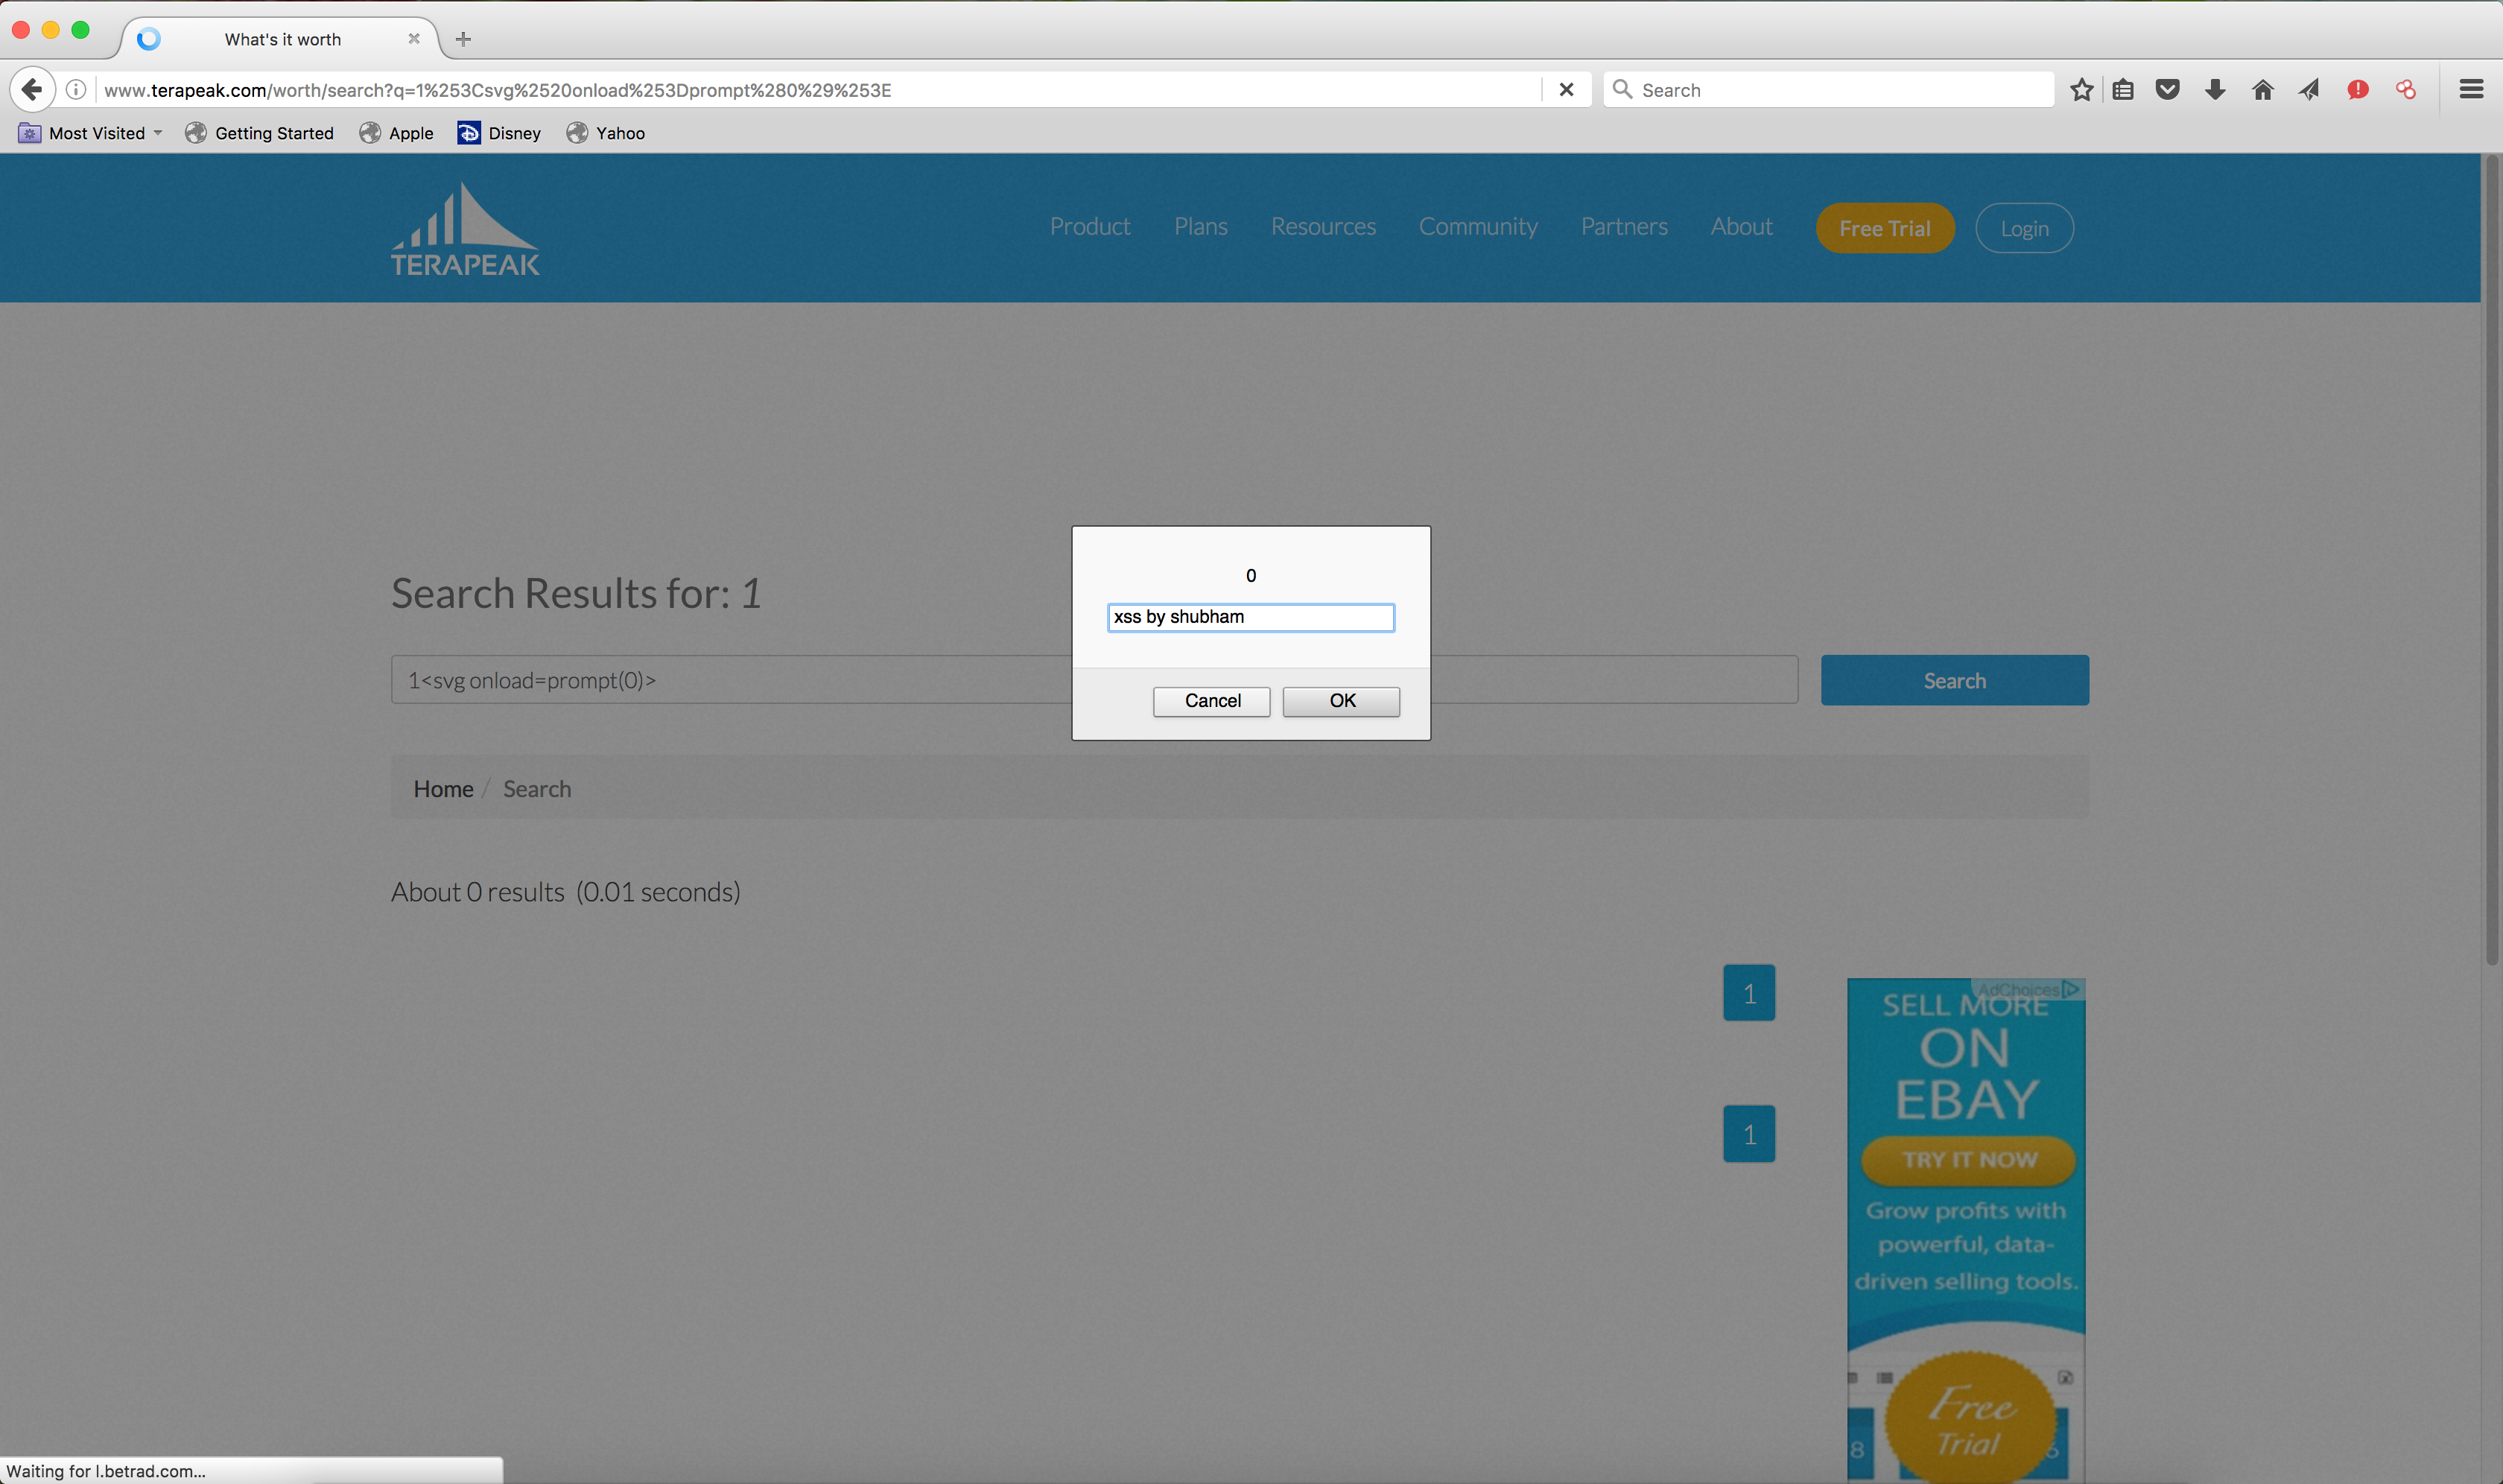 What's it worth
www.terapeak.com/worth/search?q=1%253Csvg%2520onload%253Dprompt%280%29%253E
Search
Most Visited
Getting Started
Apple
Disney
Yahoo
TERAPEAK
Product
Plans
Resources
Community
Partners
About
Free Trial
Login
0
xss by shubham
Cancel
OK
Search Results for: 1
1<svg onload=prompt(0)>
Search
Home / Search
About 0 results (0.01 seconds)
1
1
AdChoices
SELL MORE
ON
EBAY
TRY IT NOW
Grow profits with
powerful, data-
driven selling tools.
Free
Trial
8
Waiting for l.betrad.com...